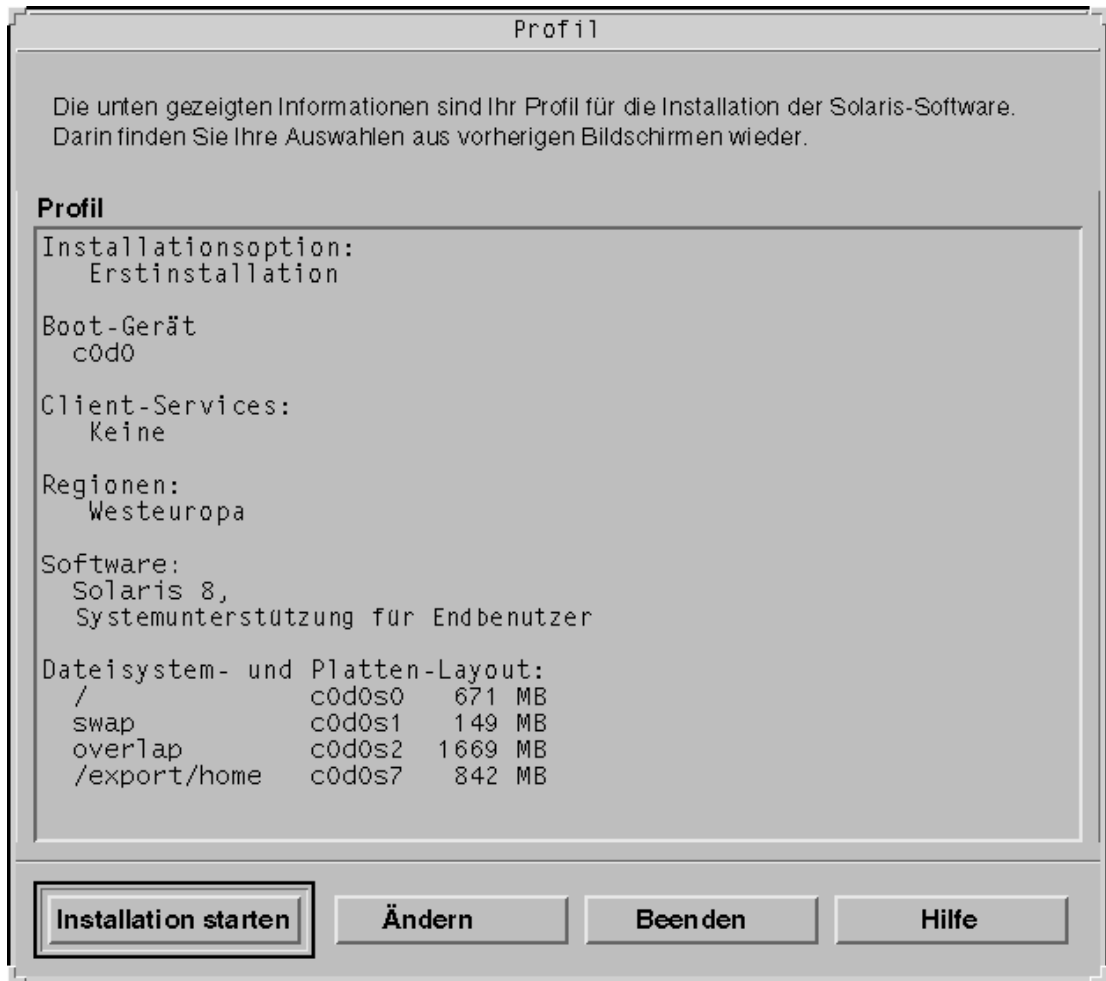 Profil
Die unten gezeigten Informationen sind Ihr Profil für die Installation der Solaris-Software.
Darin finden Sie Ihre Auswahlen aus vorherigen Bildschirmen wieder.
Profil
Installationsoption:
Erstinstallation
Boot-Gerät
c0d0
Client-Services:
Keine
Regionen:
Westeuropa
Software:
Solaris 8,
Systemunterstützung für Endbenutzer
Dateisystem- und Platten-Layout:
/ c0d0s0 671 MB
swap c0d0s1 149 MB
overlap c0d0s2 1669 MB
/export/home c0d0s7 842 MB
Installation starten Ändern Beenden Hilfe